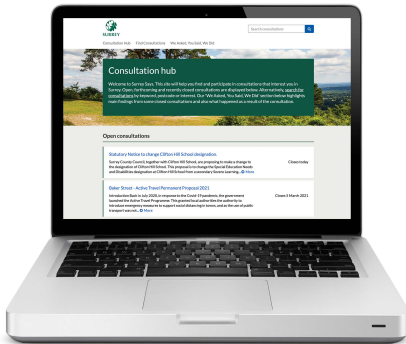 SURREY
Search consultations
Consultation hub Find Consultations We Asked, You Said, We Did
Consultation hub
Welcome to Surrey Says. This site will help you find and participate in consultations that interest you in
Surrey. Open, forthcoming and recently closed consultations are displayed below. Alternatively, search for
consultations by keyword, postcode or interest. Our 'We Asked, You Said, We Did' section below highlights
main findings from some closed consultations and also what happened as a result of the consultation.
Open consultations
Statutory Notice to change Clifton Hill School designation.
Surrey County Council, together with Clifton Hill School, are proposing to make a change to
Closes today
the designation of Clifton Hill School. This proposal is to change the Special Education Needs
and Disabilities designation at Clifton Hill School from a secondary Severe Learning... More
Baker Street - Active Travel Permanent Proposal 2021
Introduction Back in July 2020, in response to the Covid-19 pandemic, the government
Closes 5 March 2021
launched the Active Travel Programme. This granted local authorities the authority to
introduce emergency measures to support social distancing in towns, and as the use of public
transport was not... More